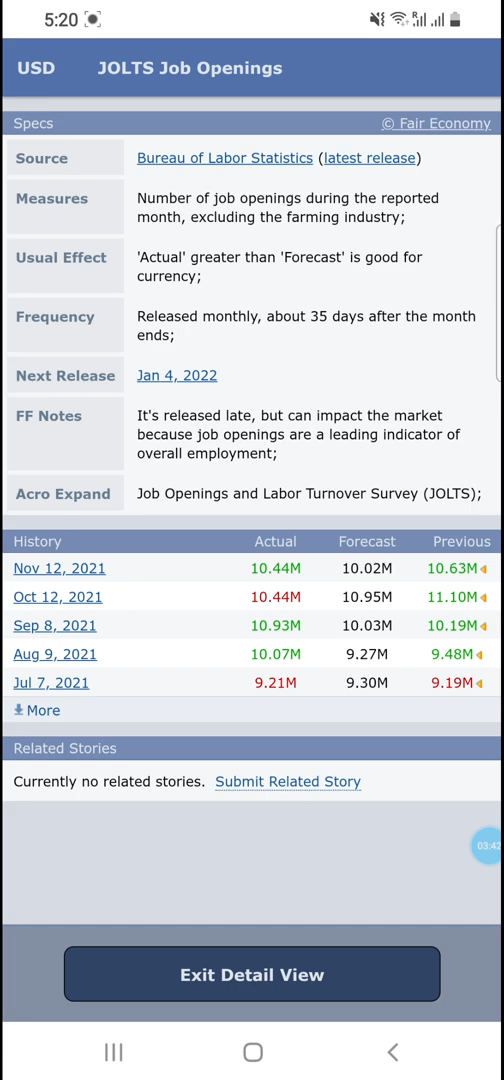 5:20
USD JOLTS Job Openings
Specs © Fair Economy
Source Bureau of Labor Statistics (latest release)
Measures Number of job openings during the reported
month, excluding the farming industry;
Usual Effect 'Actual' greater than 'Forecast' is good for
currency;
Frequency Released monthly, about 35 days after the month
ends;
Next Release Jan 4, 2022
FF Notes It's released late, but can impact the market
because job openings are a leading indicator of
overall employment;
Acro Expand Job Openings and Labor Turnover Survey (JOLTS);
History Actual Forecast Previous
Nov 12, 2021 10.44M 10.02M 10.63M
Oct 12, 2021 10.44M 10.95M 11.10M
Sep 8, 2021 10.93M 10.03M 10.19M
Aug 9, 2021 10.07M 9.27M 9.48M
Jul 7, 2021 9.21M 9.30M 9.19M
More
Related Stories
Currently no related stories. Submit Related Story
03:42
Exit Detail View